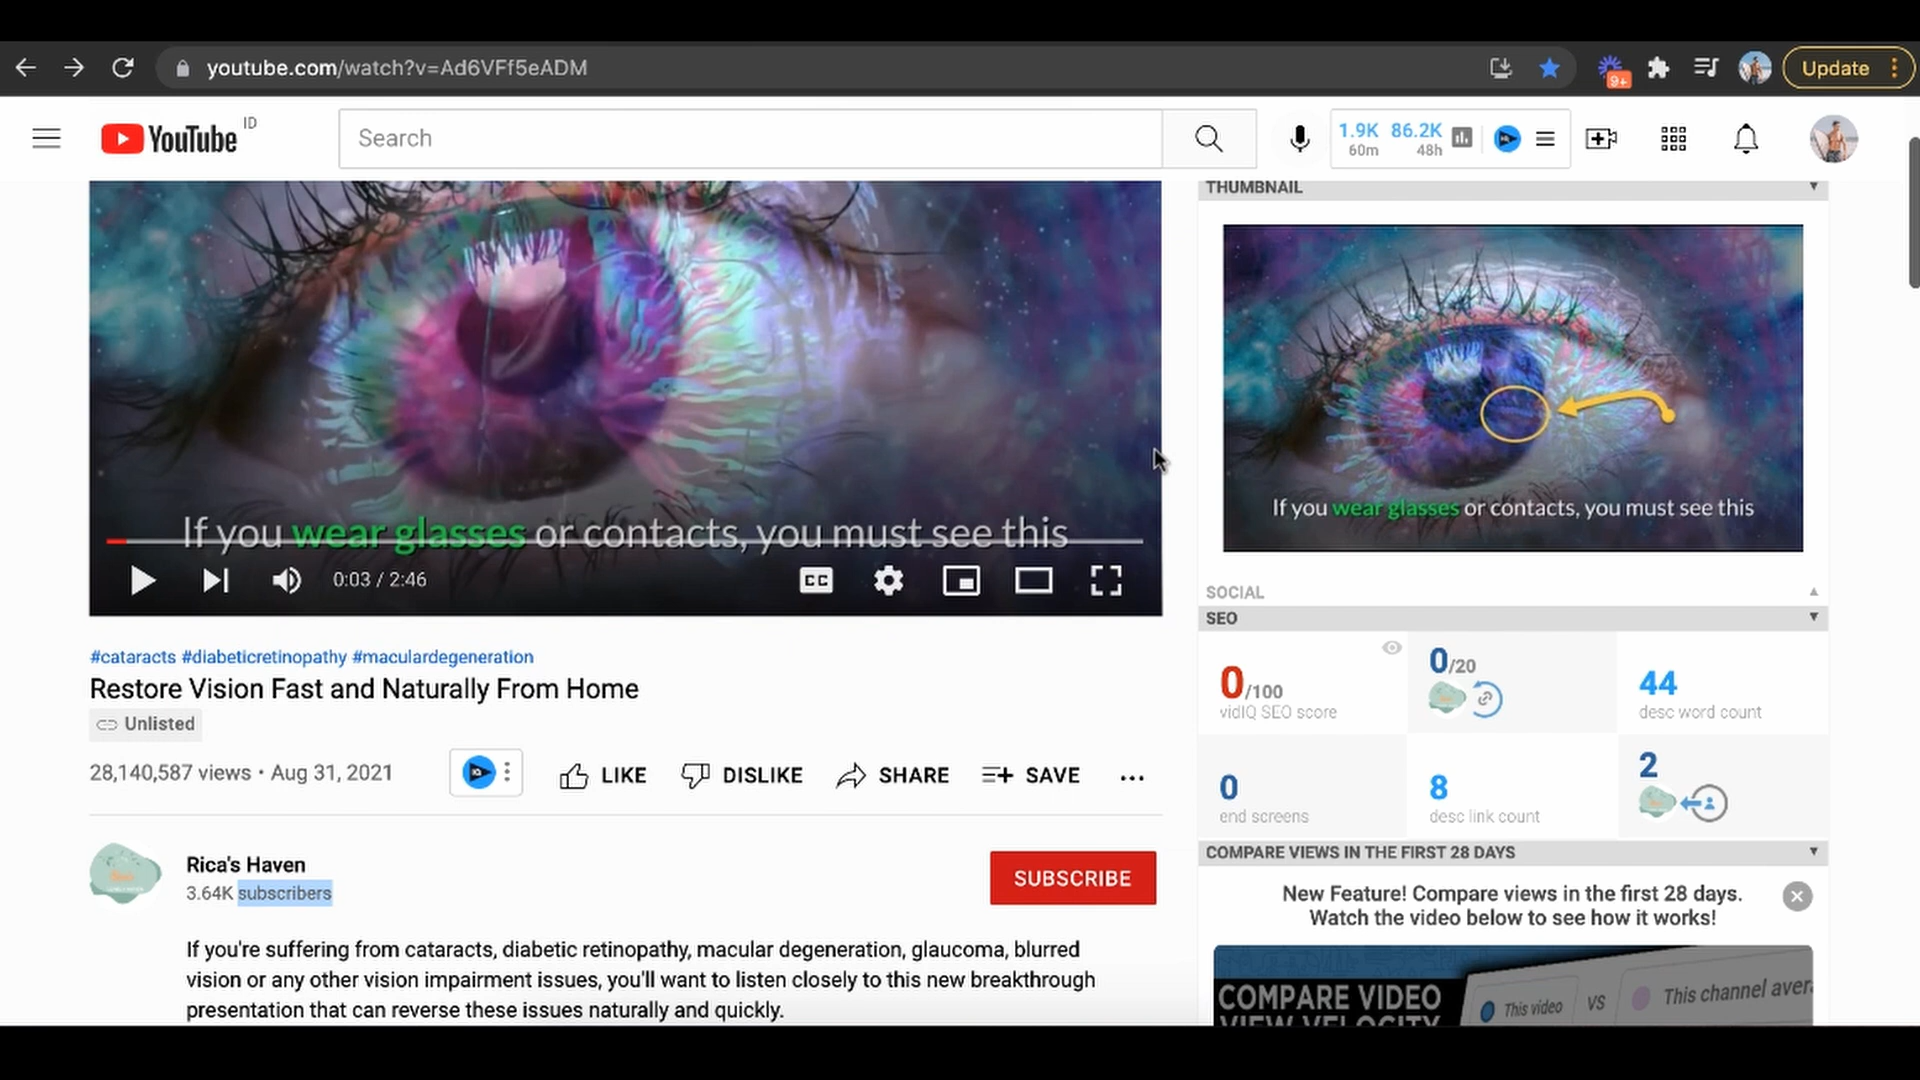 youtube.com/watch?v=Ad6VFf5eADM
9+
Update
YouTube ID
Search
1.9K 86.2K
60m 48h
THUMBNAIL
If you wear glasses or contacts, you must see this
CC
0:03 / 2:46
If you wear glasses or contacts, you must see this
SOCIAL
SEO
0/100
vidIQ SEO score
0/20
44
desc word count
0
end screens
8
desc link count
2
#cataracts #diabeticretinopathy #maculardegeneration
Restore Vision Fast and Naturally From Home
Unlisted
28,140,587 views • Aug 31, 2021
LIKE
DISLIKE
SHARE
SAVE
COMPARE VIEWS IN THE FIRST 28 DAYS
New Feature! Compare views in the first 28 days.
Watch the video below to see how it works!
Rica's Haven
3.64K subscribers
SUBSCRIBE
If you're suffering from cataracts, diabetic retinopathy, macular degeneration, glaucoma, blurred
vision or any other vision impairment issues, you'll want to listen closely to this new breakthrough
presentation that can reverse these issues naturally and quickly.
COMPARE VIDEO
VIEW VELOCITY
This video
VS
This channel aver